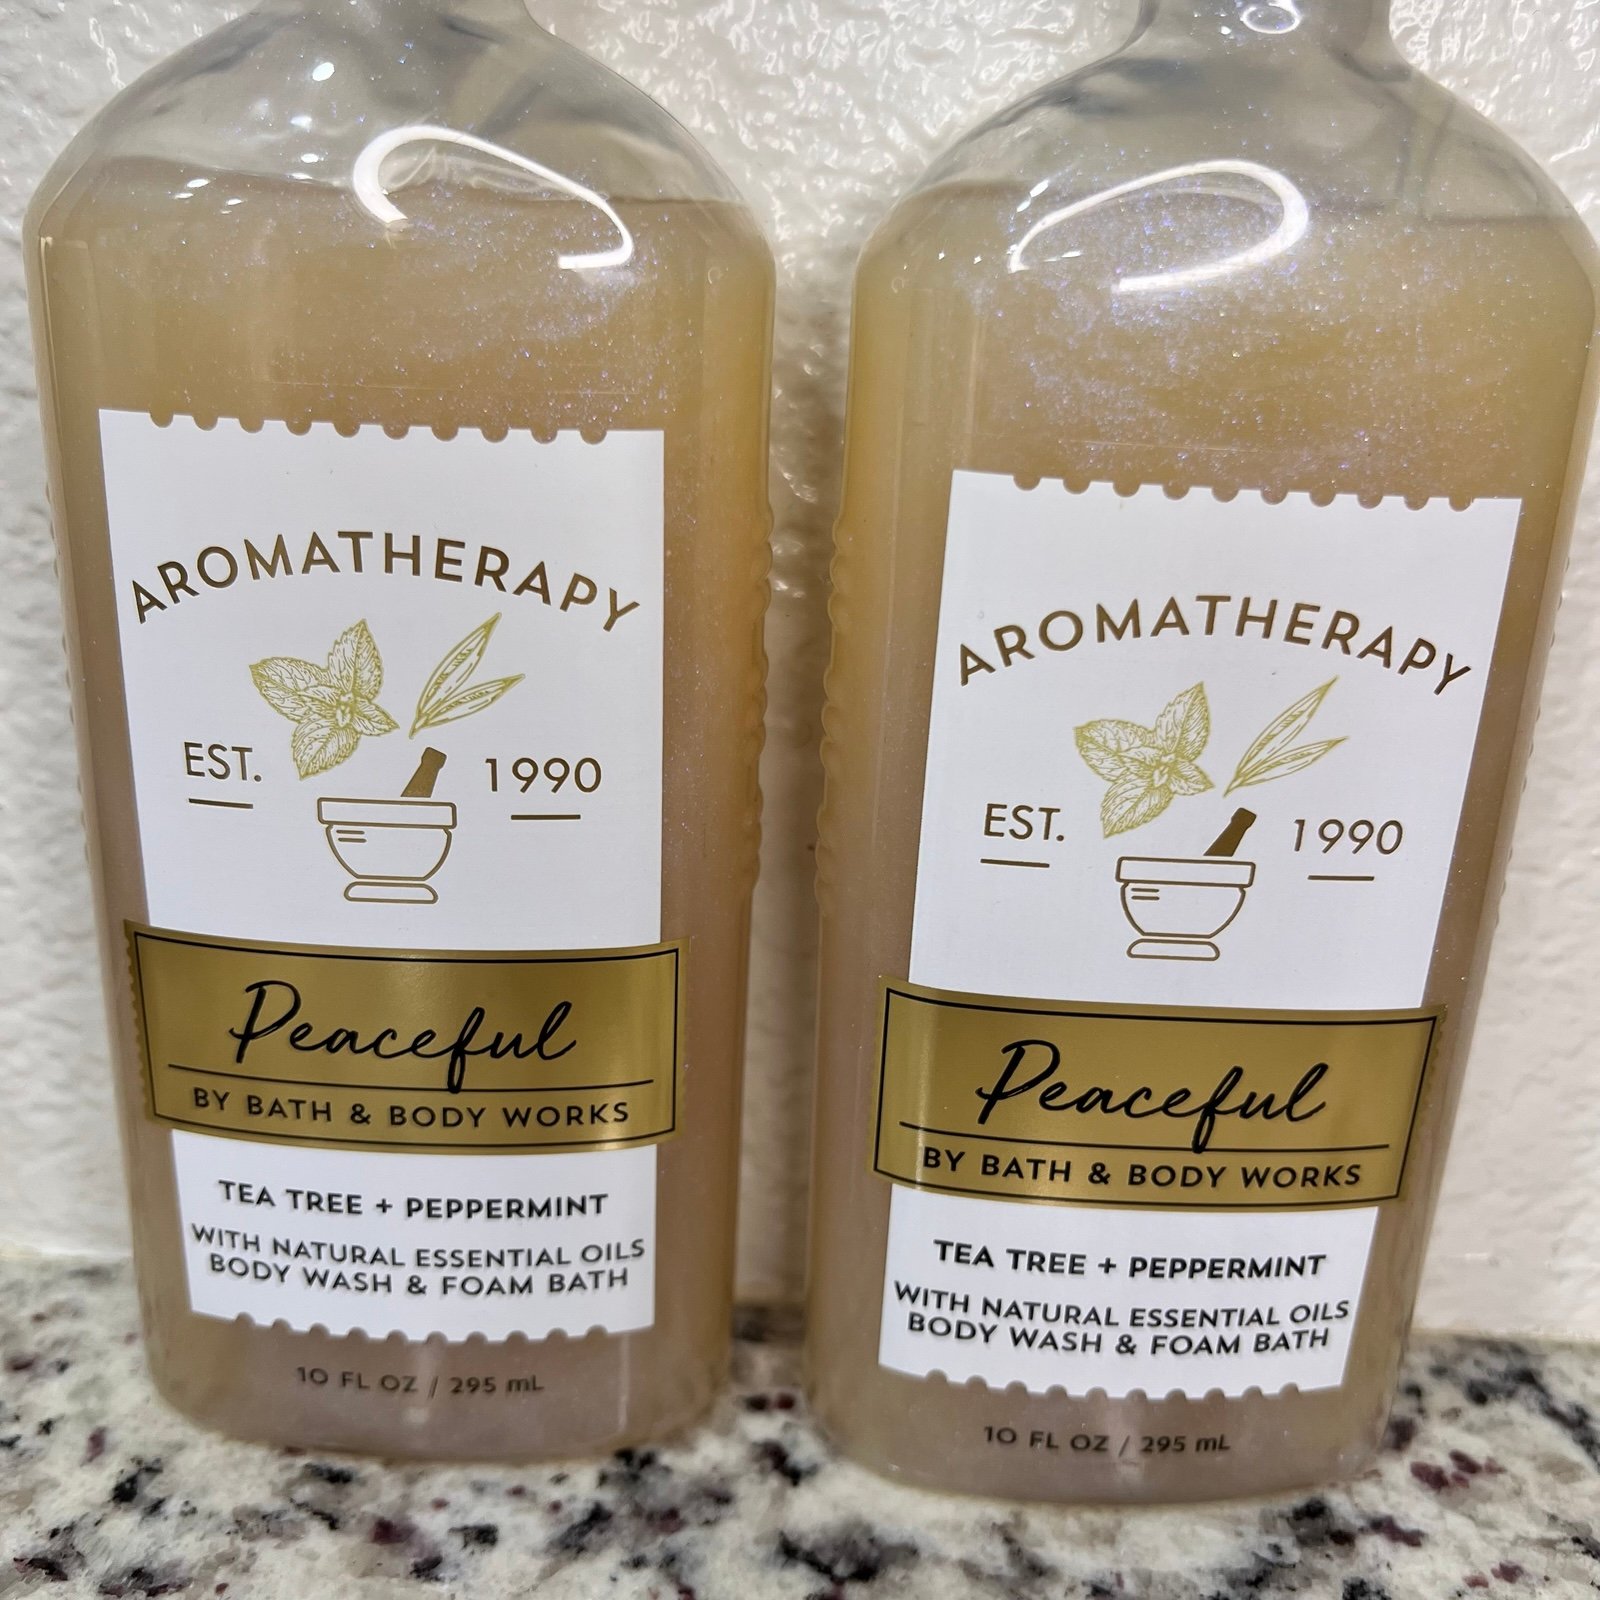 AROMATHERAPY
EST. 1990
Peaceful
BY BATH & BODY WORKS
TEA TREE + PEPPERMINT
WITH NATURAL ESSENTIAL OILS
BODY WASH & FOAM BATH
10 FL OZ / 295 mL
AROMATHERAPY
EST. 1990
Peaceful
BY BATH & BODY WORKS
TEA TREE + PEPPERMINT
WITH NATURAL ESSENTIAL OILS
BODY WASH & FOAM BATH
10 FL OZ / 295 mL